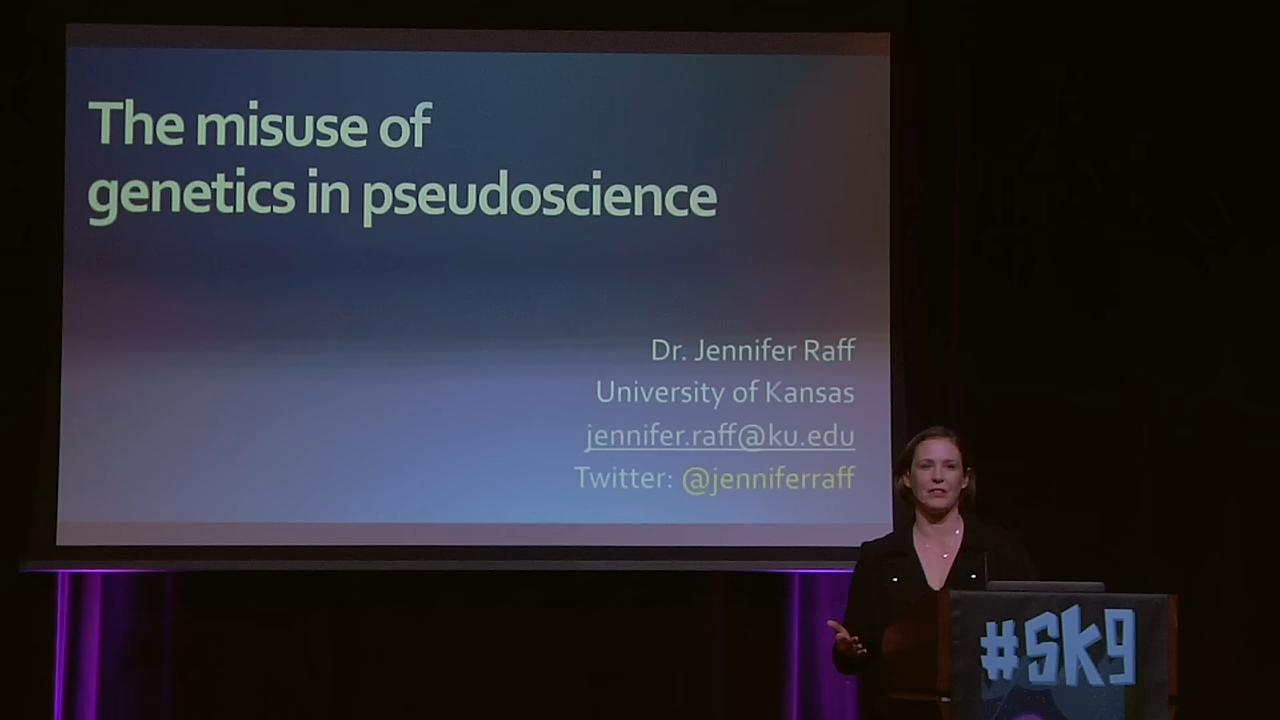 The misuse of
genetics in pseudoscience
Dr. Jennifer Raff
University of Kansas
jennifer.raff@ku.edu
Twitter: @jenniferraff
#sk9